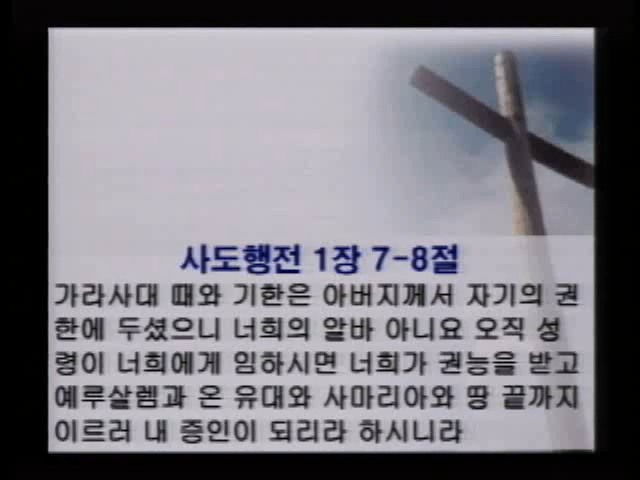 사도행전 1장 7-8절
가라사대 때와 기한은 아버지께서 자기의 권
한에 두셨으니 너희의 알바 아니요 오직 성
령이 너희에게 임하시면 너희가 권능을 받고
예루살렘과 온 유대와 사마리아와 땅 끝까지
이르러 내 증인이 되리라 하시니라